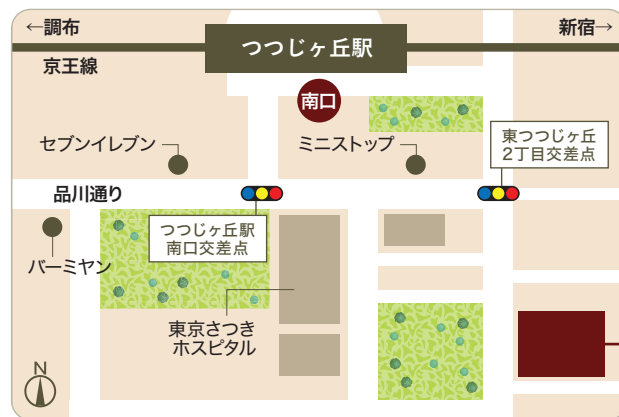 ←調布
つつじヶ丘駅
新宿→
京王線
南口
セブンイレブン
ミニストップ
東つつじヶ丘
2丁目交差点
品川通り
つつじヶ丘駅
南口交差点
バーミヤン
東京さつき
ホスピタル
N